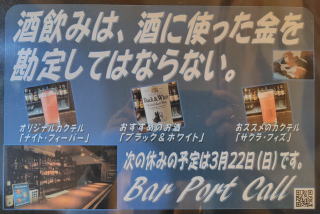 酒飲みは、酒に使った金を
勘定してはならない。
オリジナルカクテル
「ナイト・フィーバー」
おすすめのお酒
「ブラック＆ホワイト」
おススメのカクテル
「サクラ・フィズ」
次の休みの予定は3月22日(日)です。
Bar Port Call
Black & White